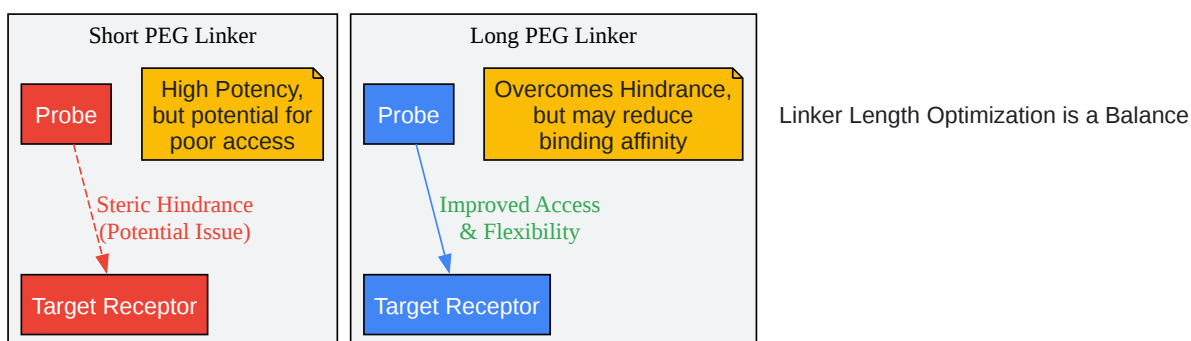 Short PEG Linker
Probe
High Potency,
but potential for
poor access
Steric Hindrance
(Potential Issue)
Target Receptor
Long PEG Linker
Probe
Overcomes Hindrance,
but may reduce
binding affinity
Improved Access
& Flexibility
Target Receptor
Linker Length Optimization is a Balance